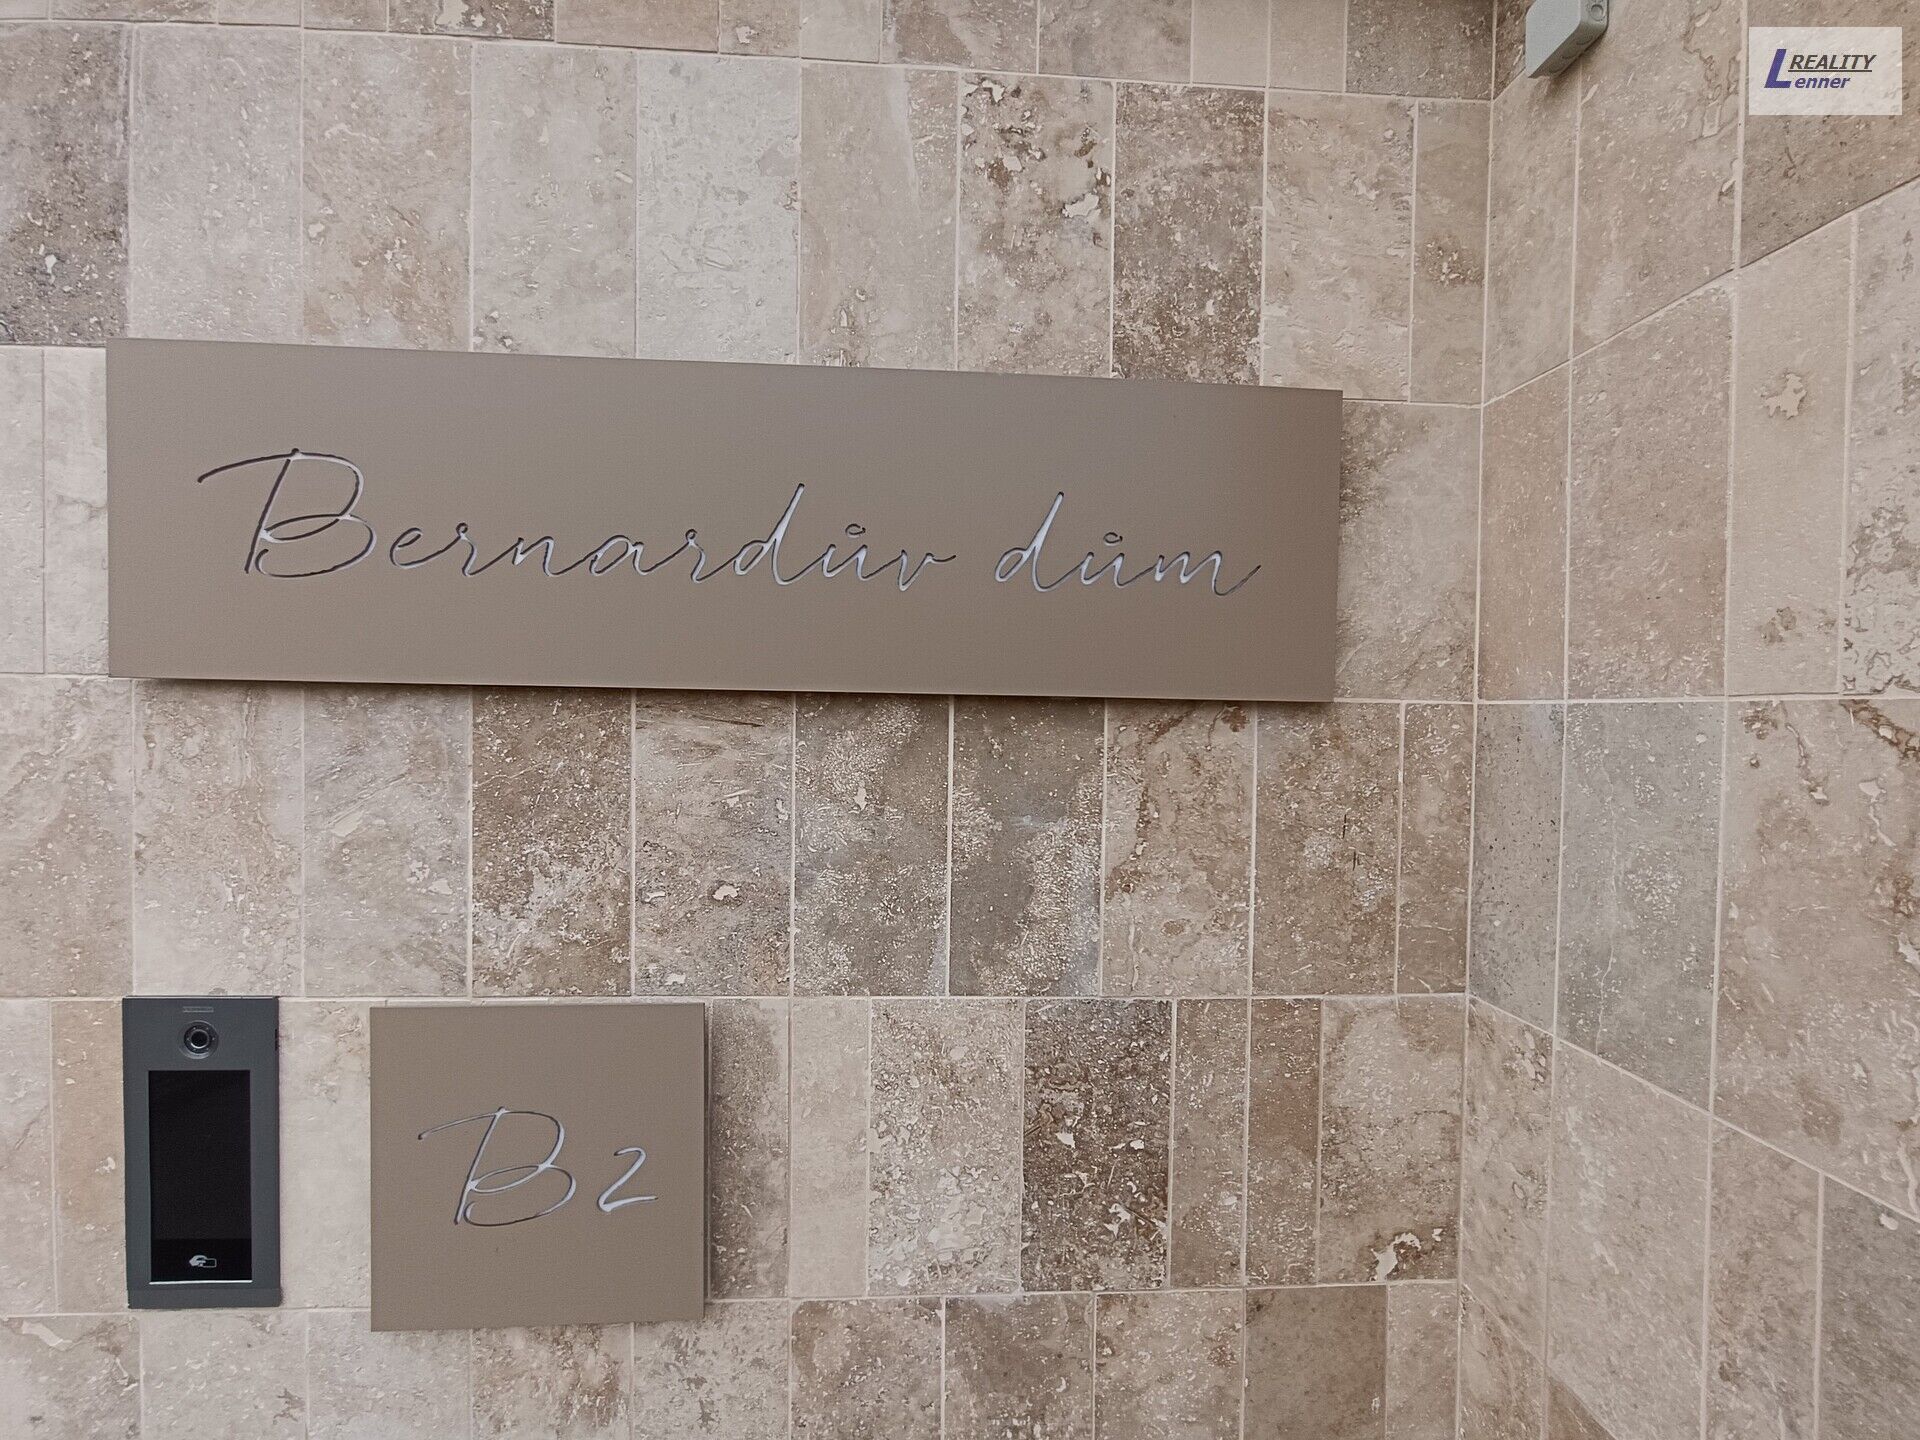 REALITY
Lenner
Bernardův dům
B2